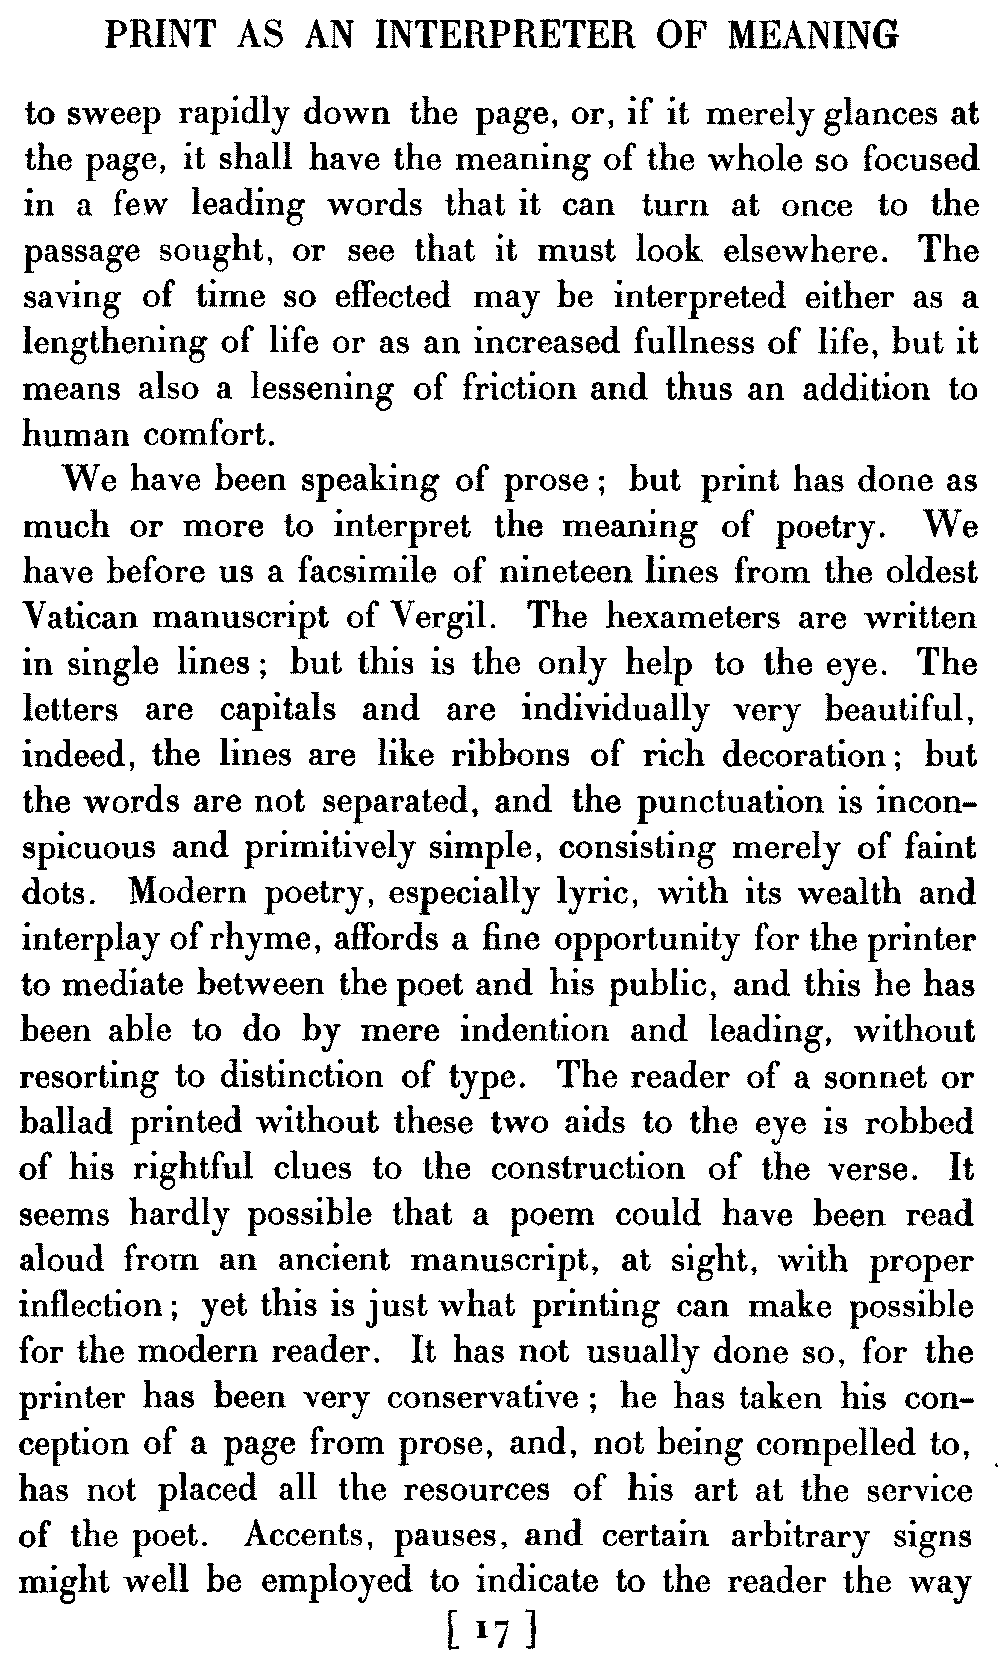 PRINT AS AN INTERPRETER OF MEANING
to sweep rapidly down the page, or, if it merely glances at
the page, it shall have the meaning of the whole so focused
in a few leading words that it can turn at once to the
passage sought, or see that it must look elsewhere. The
saving of time so effected may be interpreted either as a
lengthening of life or as an increased fullness of life, but it
means also a lessening of friction and thus an addition to
human comfort.
We have been speaking of prose; but print has done as
much or more to interpret the meaning of poetry. We
have before us a facsimile of nineteen lines from the oldest
Vatican manuscript of Vergil. The hexameters are written
in single lines; but this is the only help to the eye. The
letters are capitals and are individually very beautiful,
indeed, the lines are like ribbons of rich decoration; but
the words are not separated, and the punctuation is incon-
spicuous and primitively simple, consisting merely of faint
dots. Modern poetry, especially lyric, with its wealth and
interplay of rhyme, affords a fine opportunity for the printer
to mediate between the poet and his public, and this he has
been able to do by mere indention and leading, without
resorting to distinction of type. The reader of a sonnet or
ballad printed without these two aids to the eye is robbed
of his rightful clues to the construction of the verse. It
seems hardly possible that a poem could have been read
aloud from an ancient manuscript, at sight, with proper
inflection; yet this is just what printing can make possible
for the modern reader. It has not usually done so, for the
printer has been very conservative; he has taken his con-
ception of a page from prose, and, not being compelled to,
has not placed all the resources of his art at the service
of the poet. Accents, pauses, and certain arbitrary signs
might well be employed to indicate to the reader the way
[ 17 ]